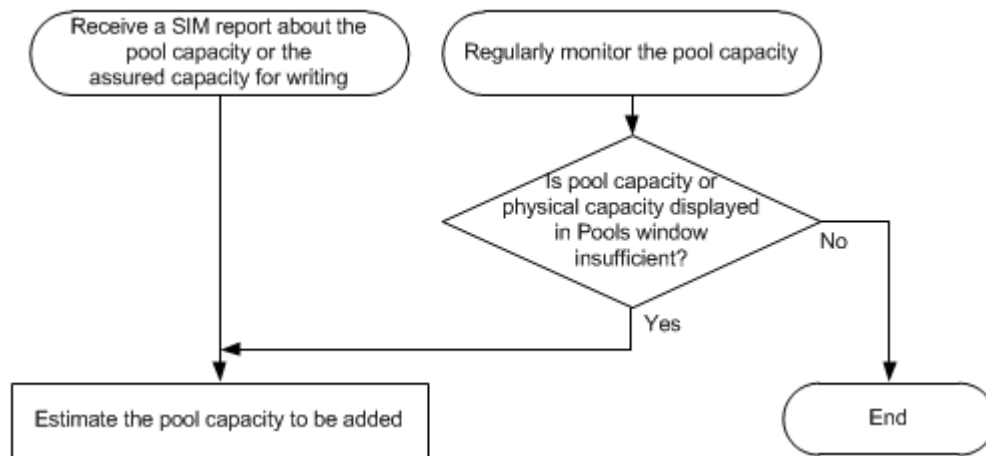 Receive a SIM report about the
pool capacity or the
assured capacity for writing
Regularly monitor the pool capacity
Is pool capacity or
physical capacity displayed
in Pools window
insufficient?
No
Yes
Estimate the pool capacity to be added
End